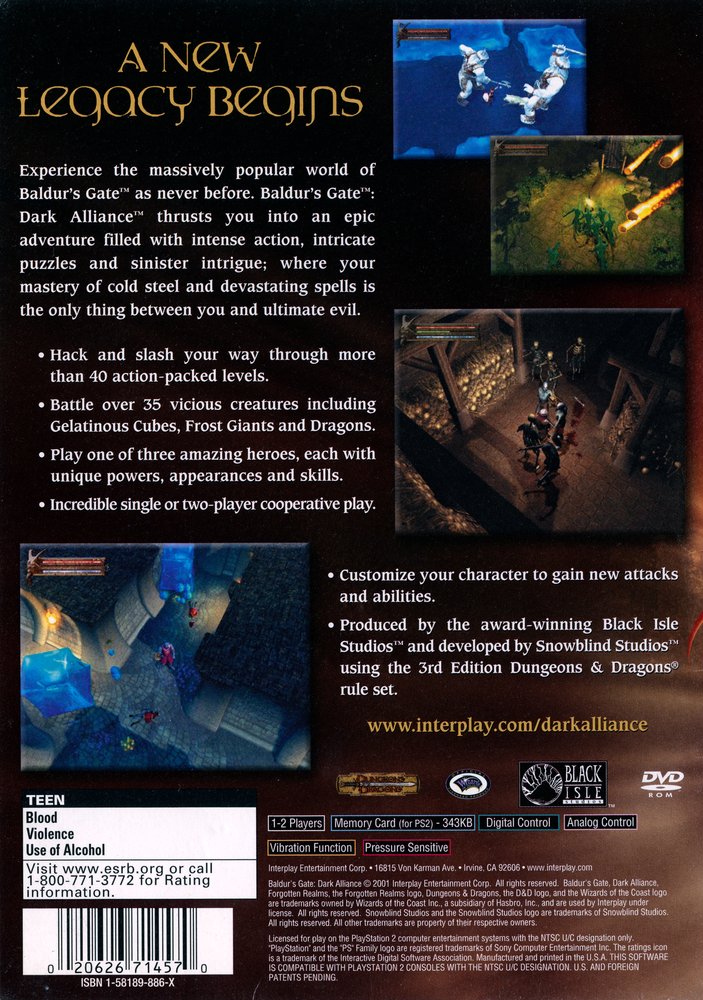 A New
Legacy Begins
Experience the massively popular world of
Baldur's Gate™ as never before. Baldur's Gate™:
Dark Alliance™ thrusts you into an epic
adventure filled with intense action, intricate
puzzles and sinister intrigue; where your
mastery of cold steel and devastating spells is
the only thing between you and ultimate evil.
• Hack and slash your way through more
than 40 action-packed levels.
• Battle over 35 vicious creatures including
Gelatinous Cubes, Frost Giants and Dragons.
• Play one of three amazing heroes, each with
unique powers, appearances and skills.
• Incredible single or two-player cooperative play.
• Customize your character to gain new attacks
and abilities.
• Produced by the award-winning Black Isle
Studios™ and developed by Snowblind Studios™
using the 3rd Edition Dungeons & Dragons®
rule set.
www.interplay.com/darkalliance
Dungeons & Dragons
BLACK
ISLE
STUDIOS™
DVD
ROM
TEEN
Blood
Violence
Use of Alcohol
Visit www.esrb.org or call
1-800-771-3772 for Rating
information.
0 20626 71457 0
ISBN 1-58189-886-X
1-2 Players
Memory Card (for PS2) - 343KB
Digital Control
Analog Control
Vibration Function
Pressure Sensitive
Interplay Entertainment Corp. • 16815 Von Karman Ave. • Irvine, CA 92606 • www.interplay.com
Baldur's Gate: Dark Alliance © 2001 Interplay Entertainment Corp. All rights reserved. Baldur's Gate, Dark Alliance,
Forgotten Realms, the Forgotten Realms logo, Dungeons & Dragons, the D&D logo, and the Wizards of the Coast logo
are trademarks owned by Wizards of the Coast Inc., a subsidiary of Hasbro, Inc., and are used by Interplay under
license. All rights reserved. Snowblind Studios and the Snowblind Studios logo are trademarks of Snowblind Studios.
All rights reserved. All other trademarks are property of their respective owners.
Licensed for play on the PlayStation 2 computer entertainment systems with the NTSC U/C designation only.
"PlayStation" and the "PS" Family logo are registered trademarks of Sony Computer Entertainment Inc. The ratings icon
is a trademark of the Interactive Digital Software Association. Manufactured and printed in the U.S.A. THIS SOFTWARE
IS COMPATIBLE WITH PLAYSTATION 2 CONSOLES WITH THE NTSC U/C DESIGNATION. U.S. AND FOREIGN
PATENTS PENDING.